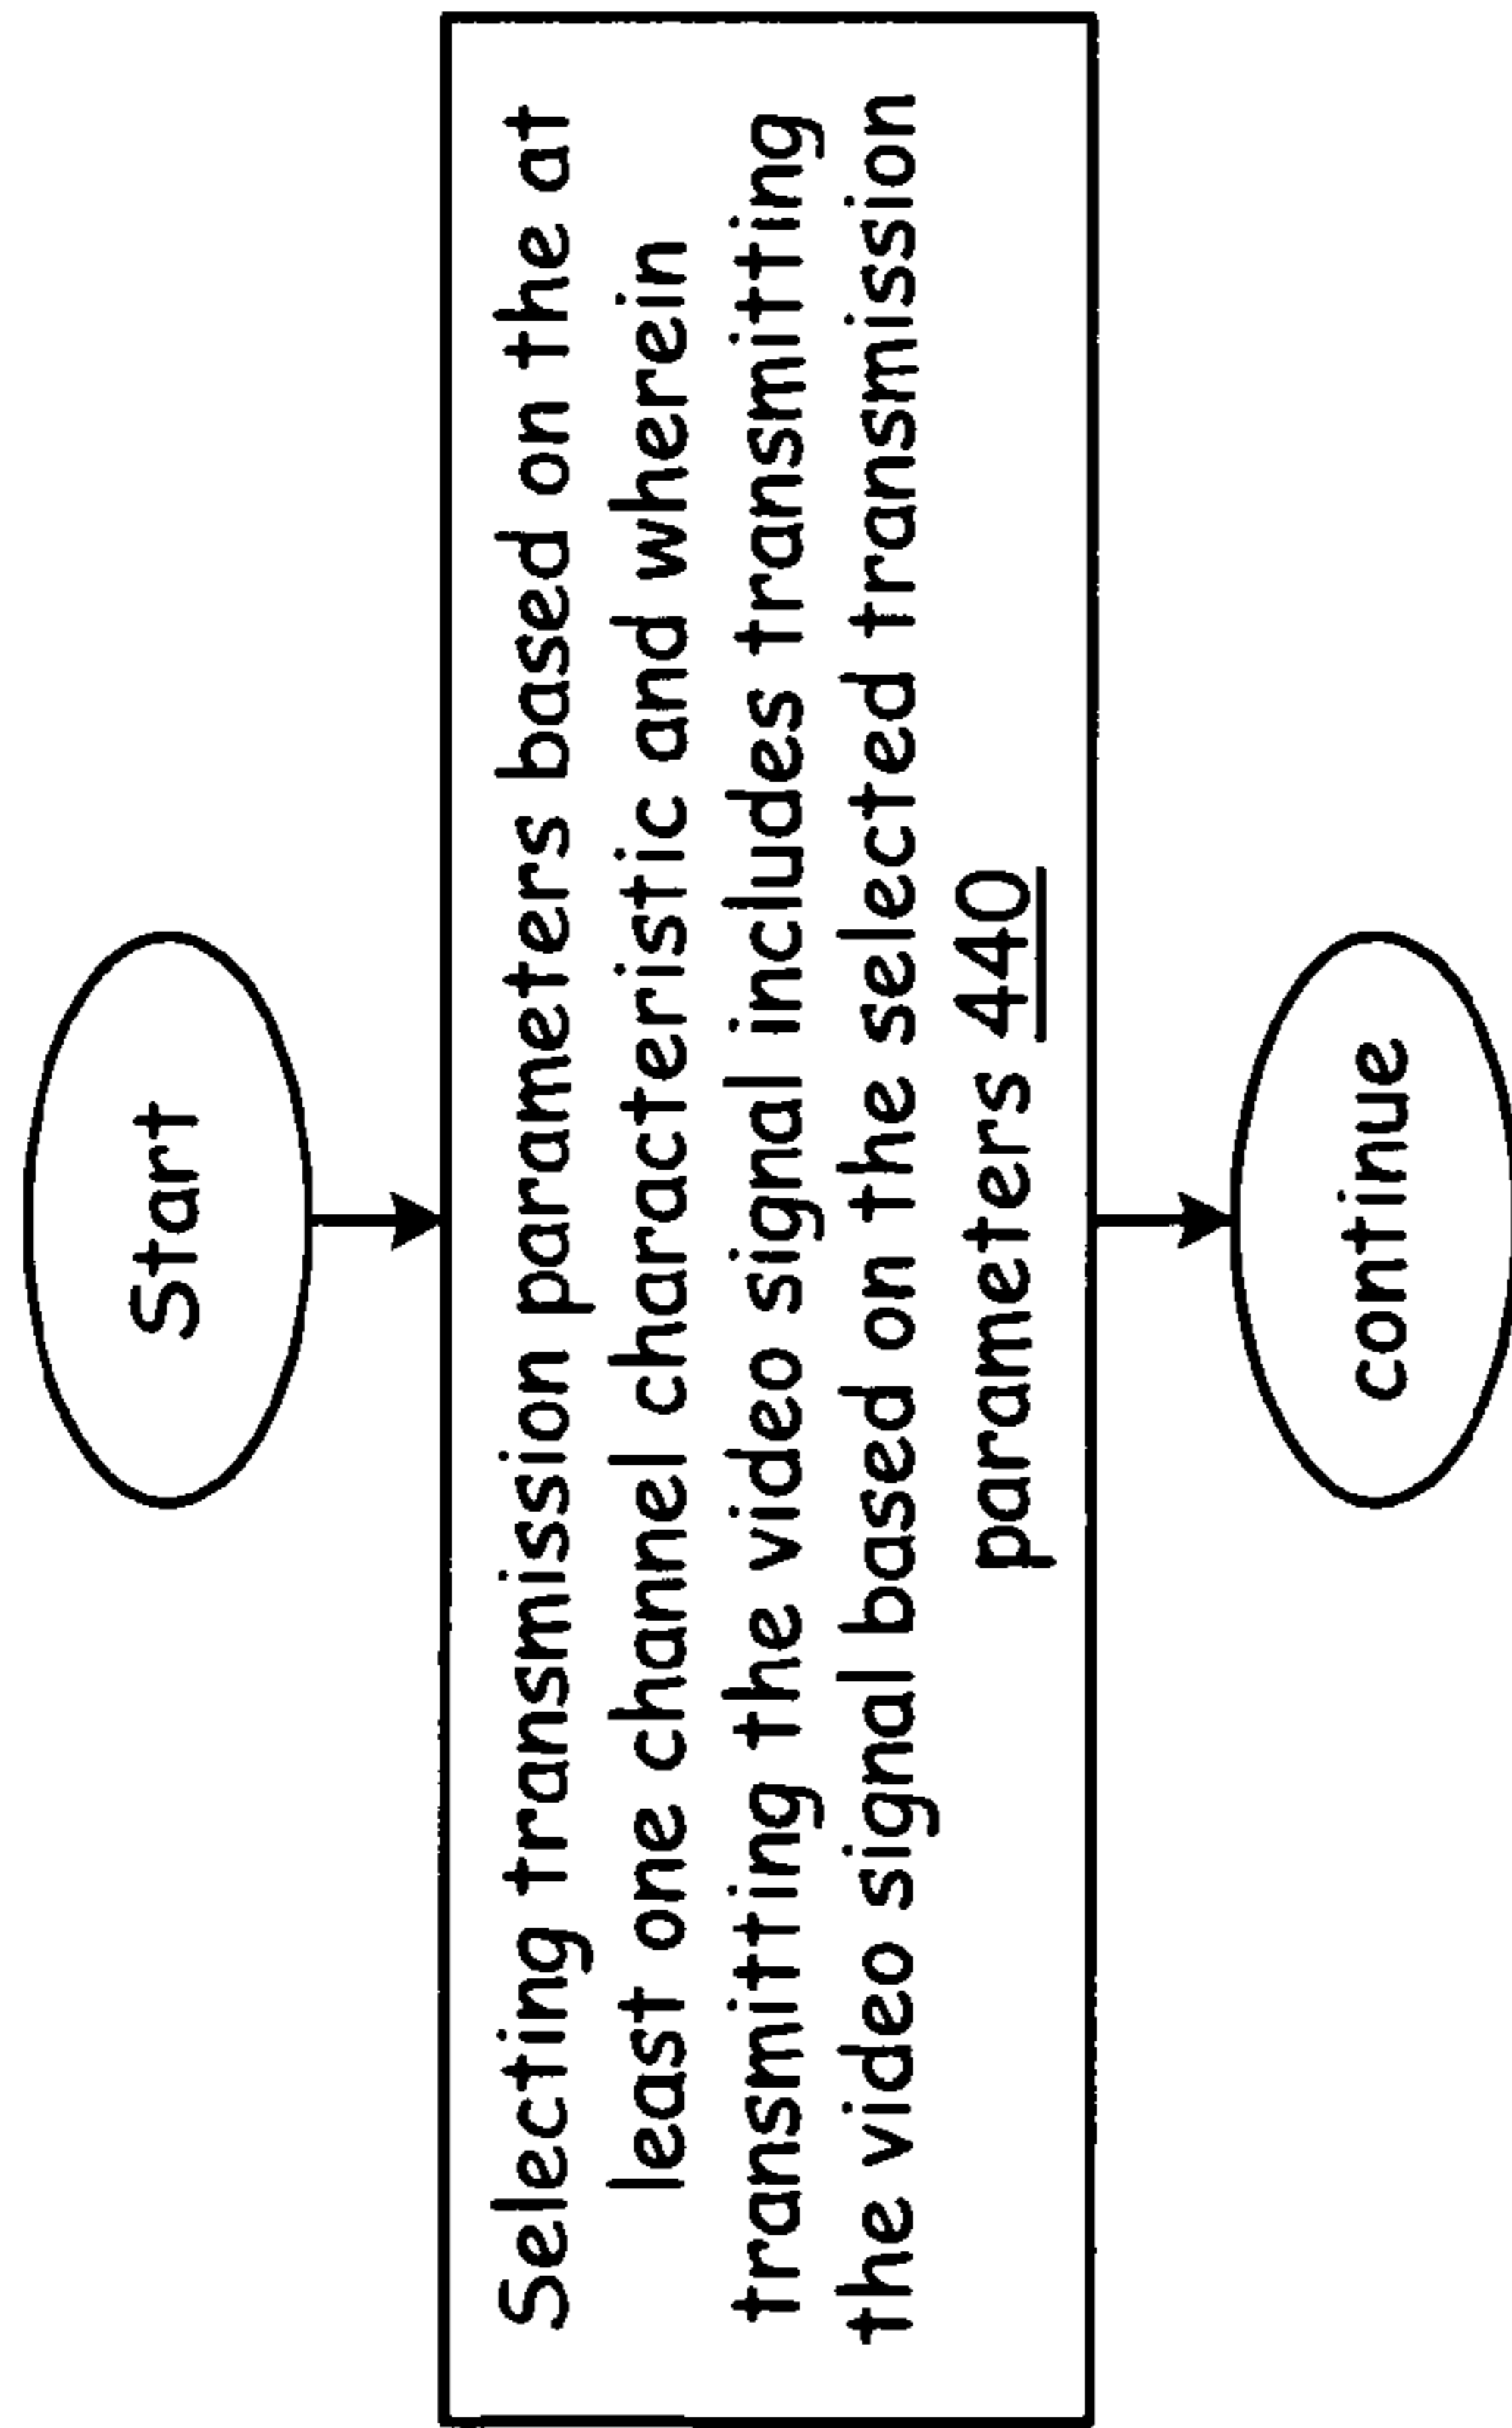 Start
Selecting transmission parameters based on the at
least one channel characteristic and wherein
transmitting the video signal includes transmitting
the video signal based on the selected transmission
parameters 440
continue